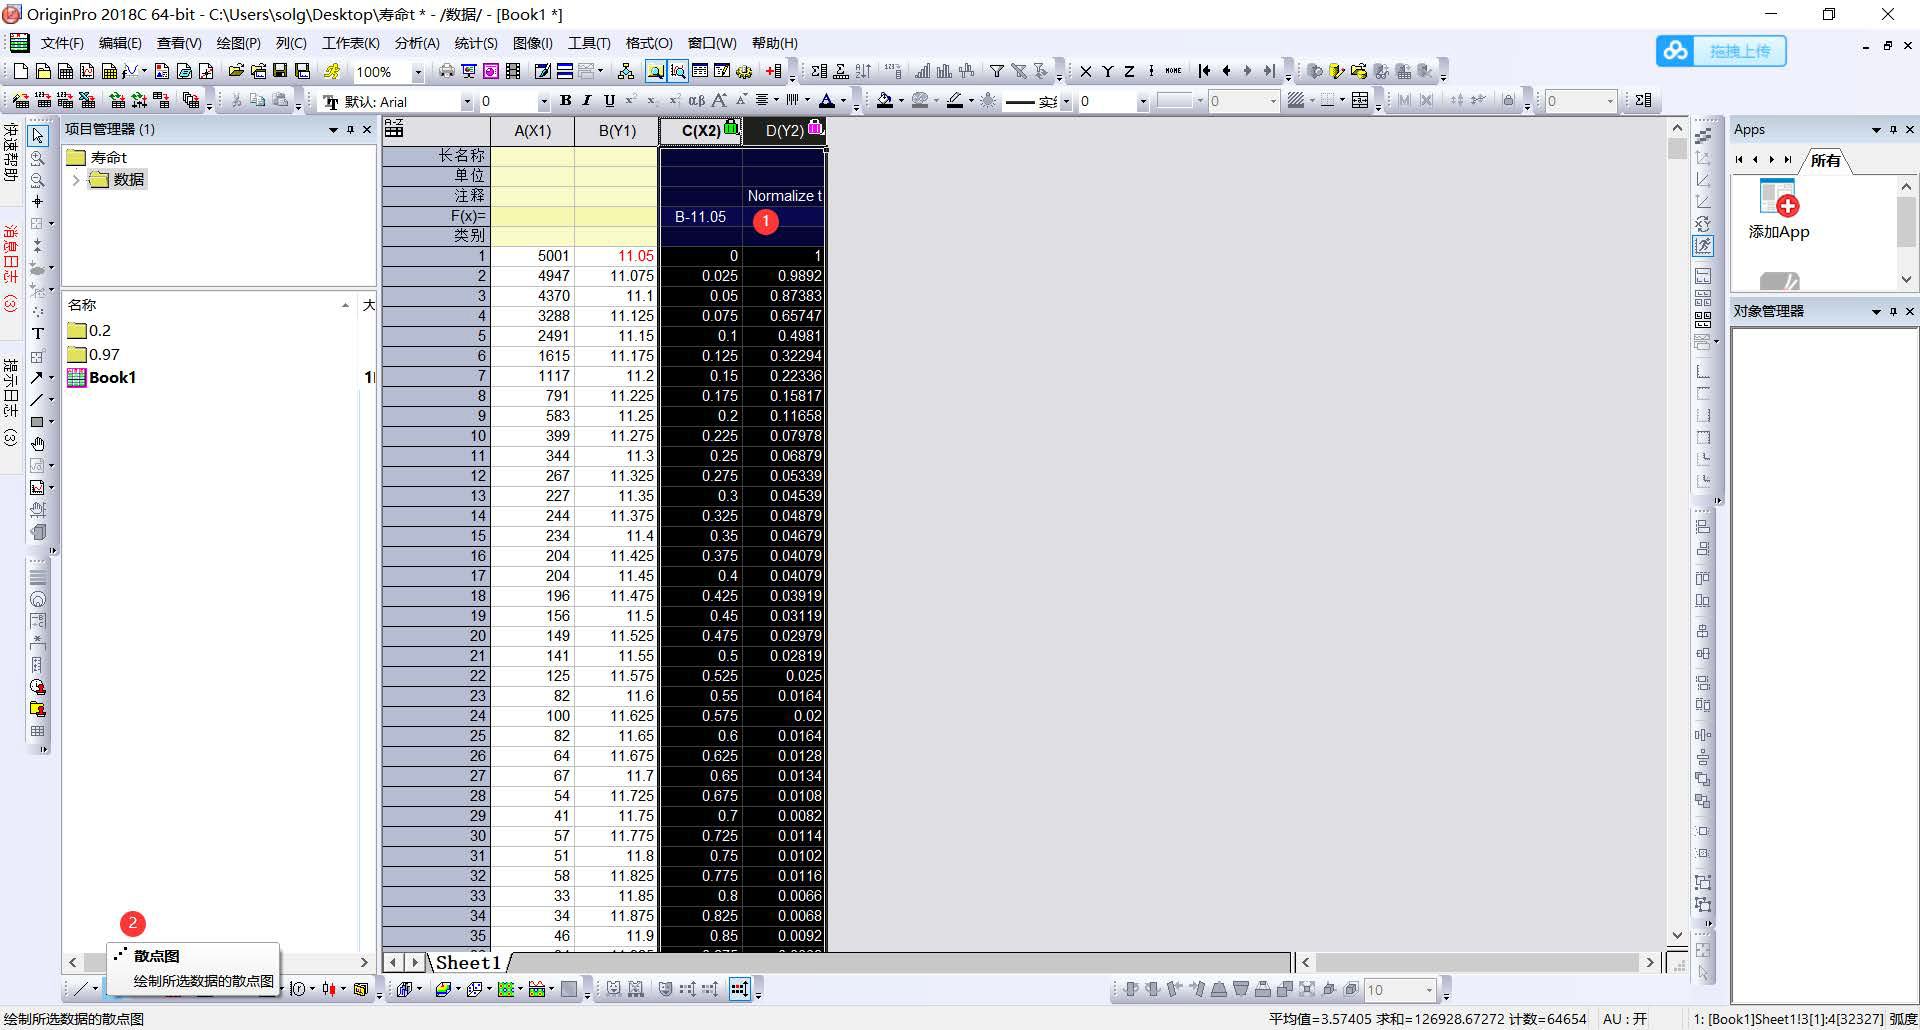 OriginPro 2018C 64-bit - C:\Users\solg\Desktop\寿命t * - /数据/ - [Book1 *]
文件(F) 编辑(E) 查看(V) 绘图(P) 列(C) 工作表(K) 分析(A) 统计(S) 图像(I) 工具(T) 格式(O) 窗口(W) 帮助(H)
拖拽上传
100%
X Y Z
默认: Arial 0 B I U
0 0 0
快速帮助
消息日志 (3)
提示日志 (3)
项目管理器 (1)
寿命t
数据
名称 大
0.2
0.97
Book1
A(X1) B(Y1) C(X2) D(Y2)
长名称
单位
注释 Normalize t
F(x)= B-11.05 1
类别
1 5001 11.05 0 1
2 4947 11.075 0.025 0.9892
3 4370 11.1 0.05 0.87383
4 3288 11.125 0.075 0.65747
5 2491 11.15 0.1 0.4981
6 1615 11.175 0.125 0.32294
7 1117 11.2 0.15 0.22336
8 791 11.225 0.175 0.15817
9 583 11.25 0.2 0.11658
10 399 11.275 0.225 0.07978
11 344 11.3 0.25 0.06879
12 267 11.325 0.275 0.05339
13 227 11.35 0.3 0.04539
14 244 11.375 0.325 0.04879
15 234 11.4 0.35 0.04679
16 204 11.425 0.375 0.04079
17 204 11.45 0.4 0.04079
18 196 11.475 0.425 0.03919
19 156 11.5 0.45 0.03119
20 149 11.525 0.475 0.02979
21 141 11.55 0.5 0.02819
22 125 11.575 0.525 0.025
23 82 11.6 0.55 0.0164
24 100 11.625 0.575 0.02
25 82 11.65 0.6 0.0164
26 64 11.675 0.625 0.0128
27 67 11.7 0.65 0.0134
28 54 11.725 0.675 0.0108
29 41 11.75 0.7 0.0082
30 57 11.775 0.725 0.0114
31 51 11.8 0.75 0.0102
32 58 11.825 0.775 0.0116
33 33 11.85 0.8 0.0066
34 34 11.875 0.825 0.0068
35 46 11.9 0.85 0.0092
Sheet1
2
散点图
绘制所选数据的散点图
10
Apps
所有
添加App
对象管理器
绘制所选数据的散点图
平均值=3.57405 求和=126928.67272 计数=64654 AU : 开 1: [Book1]Sheet1!3[1]:4[32327] 弧度